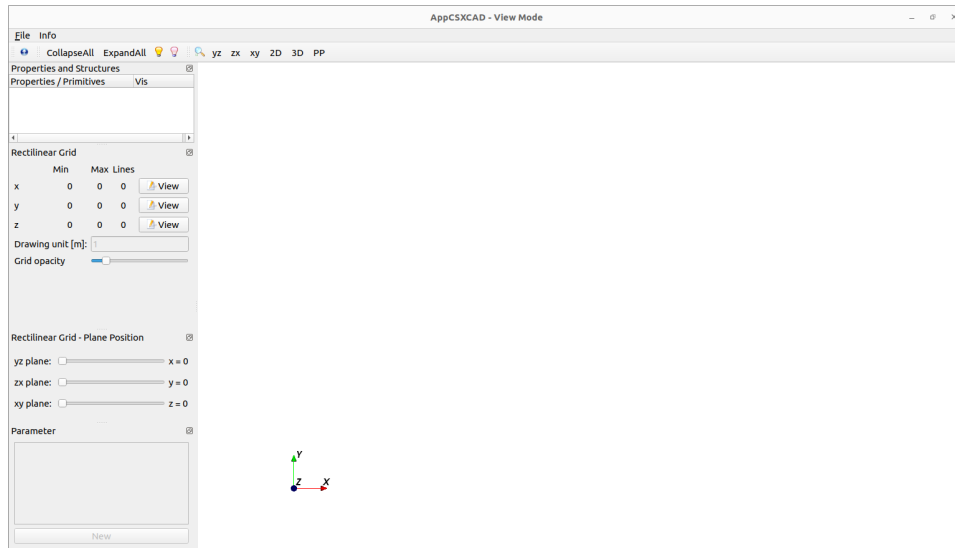 AppCSXCAD - View Mode
File Info
CollapseAll ExpandAll yz zx xy 2D 3D PP
Properties and Structures
Properties / Primitives Vis
Rectilinear Grid
Min Max Lines
x 0 0 0 View
y 0 0 0 View
z 0 0 0 View
Drawing unit [m]: 1
Grid opacity
Rectilinear Grid - Plane Position
yz plane: x = 0
zx plane: y = 0
xy plane: z = 0
Parameter
Y
Z X
New